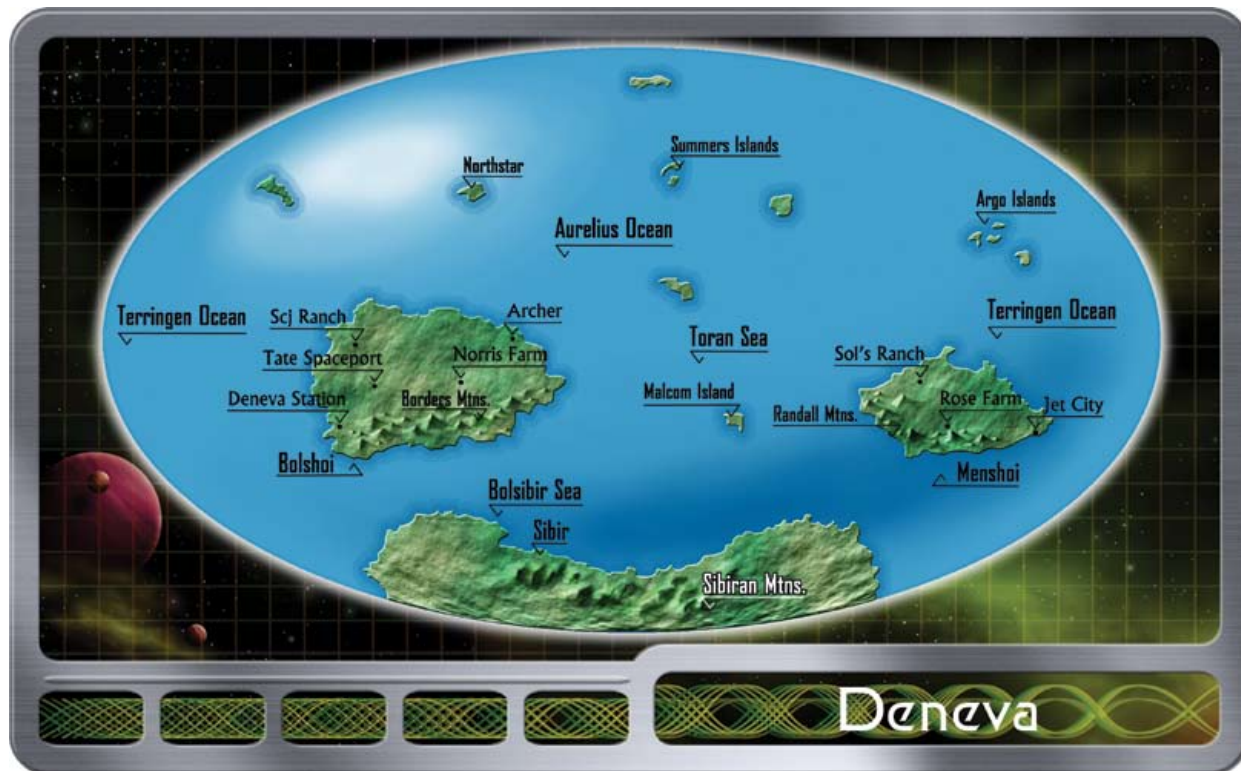 Summers Islands
Northstar
Argo Islands
Aurelius Ocean
Terringen Ocean
Scj Ranch
Archer
Terringen Ocean
Toran Sea
Tate Spaceport
Norris Farm
Sol's Ranch
Deneva Station
Borders Mtns.
Malcom Island
Randall Mtns.
Rose Farm
Jet City
Bolshoi
Menshoi
Bolsibir Sea
Sibir
Sibiran Mtns.
Deneva